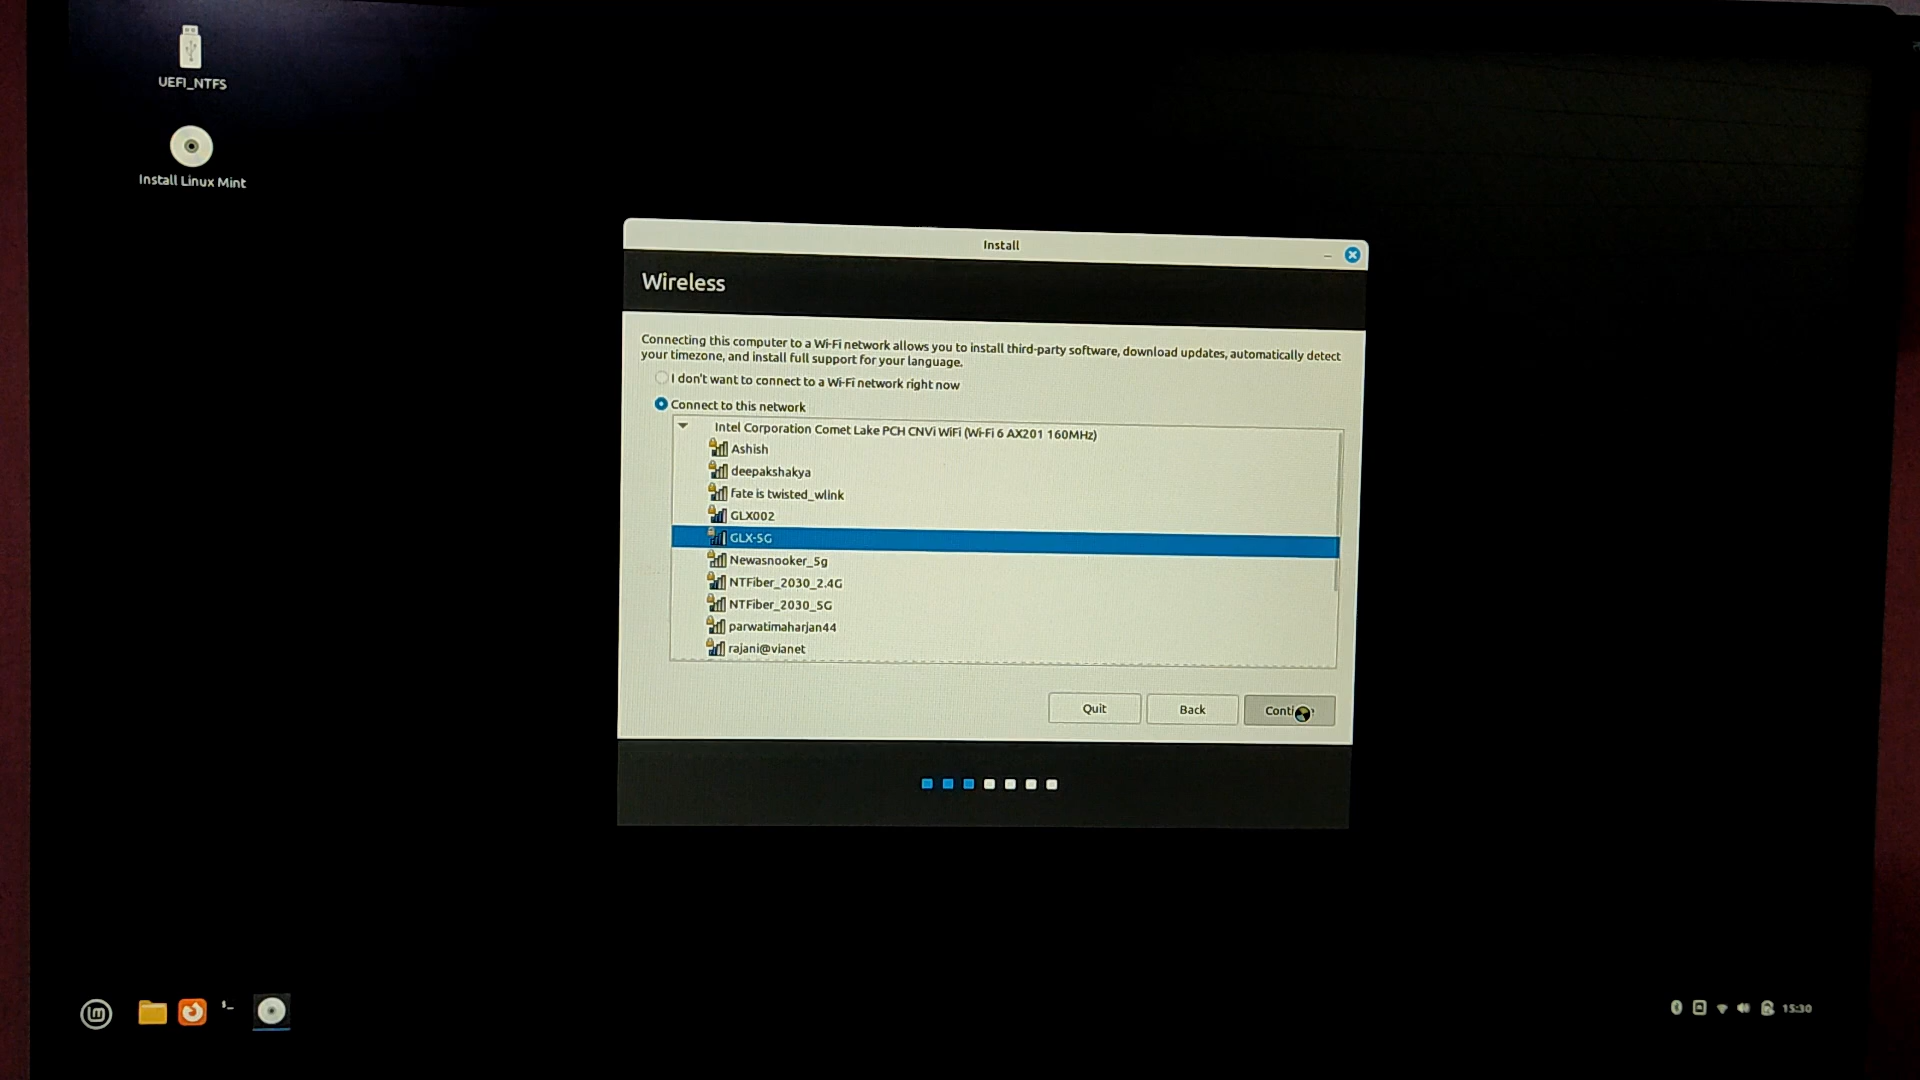 UEFI_NTFS
Install Linux Mint
Install
Wireless
Connecting this computer to a Wi-Fi network allows you to install third-party software, download updates, automatically detect
your timezone, and install full support for your language.
I don't want to connect to a Wi-Fi network right now
Connect to this network
Intel Corporation Comet Lake PCH CNVi WiFi (Wi-Fi 6 AX201 160MHz)
Ashish
deepakshakya
fate is twisted_wlink
GLX002
GLX-5G
Newasnooker_5g
NTFiber_2030_2.4G
NTFiber_2030_5G
parwatimaharjan44
rajani@vianet
Quit
Back
15:30